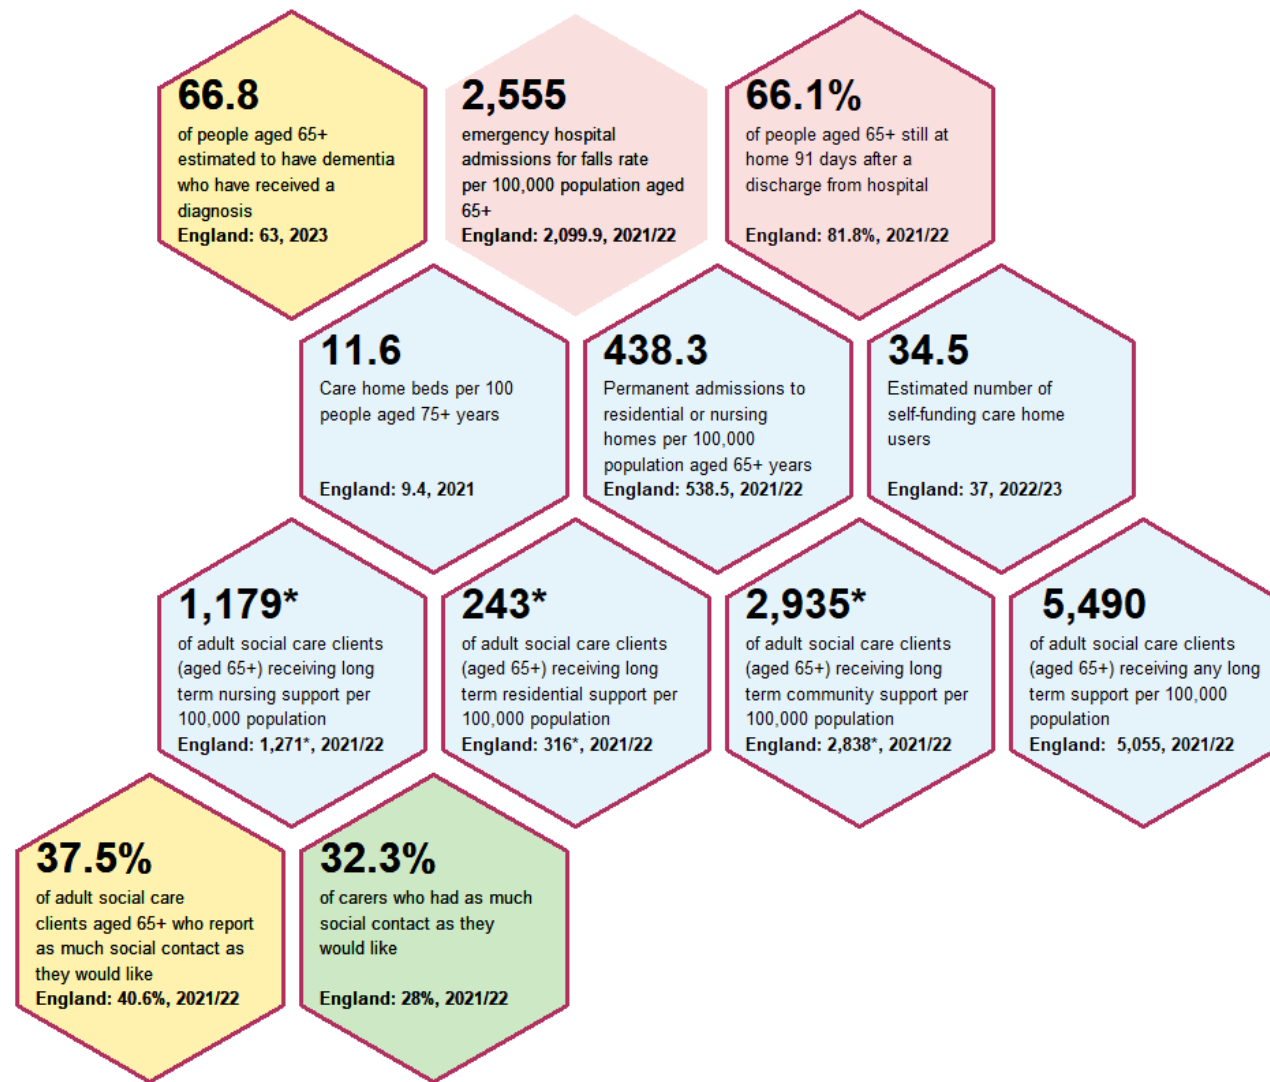 66.8
of people aged 65+
estimated to have dementia
who have received a
diagnosis
England: 63, 2023
2,555
emergency hospital
admissions for falls rate
per 100,000 population aged
65+
England: 2,099.9, 2021/22
66.1%
of people aged 65+ still at
home 91 days after a
discharge from hospital
England: 81.8%, 2021/22
11.6
Care home beds per 100
people aged 75+ years
England: 9.4, 2021
438.3
Permanent admissions to
residential or nursing
homes per 100,000
population aged 65+ years
England: 538.5, 2021/22
34.5
Estimated number of
self-funding care home
users
England: 37, 2022/23
1,179*
of adult social care clients
(aged 65+) receiving long
term nursing support per
100,000 population
England: 1,271*, 2021/22
243*
of adult social care clients
(aged 65+) receiving long
term residential support per
100,000 population
England: 316*, 2021/22
2,935*
of adult social care clients
(aged 65+) receiving long
term community support per
100,000 population
England: 2,838*, 2021/22
5,490
of adult social care clients
(aged 65+) receiving any long
term support per 100,000
population
England: 5,055, 2021/22
37.5%
of adult social care
clients aged 65+ who report
as much social contact as
they would like
England: 40.6%, 2021/22
32.3%
of carers who had as much
social contact as they
would like
England: 28%, 2021/22